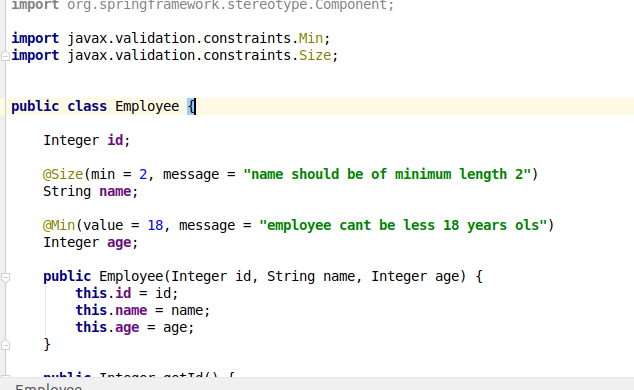 import org.springframework.stereotype.Component;
import javax.validation.constraints.Min;
import javax.validation.constraints.Size;
public class Employee {
Integer id;
@Size(min = 2, message = "name should be of minimum length 2")
String name;
@Min(value = 18, message = "employee cant be less 18 years ols")
Integer age;
public Employee(Integer id, String name, Integer age) {
this.id = id;
this.name = name;
this.age = age;
}
public Integer getId() {
Employee